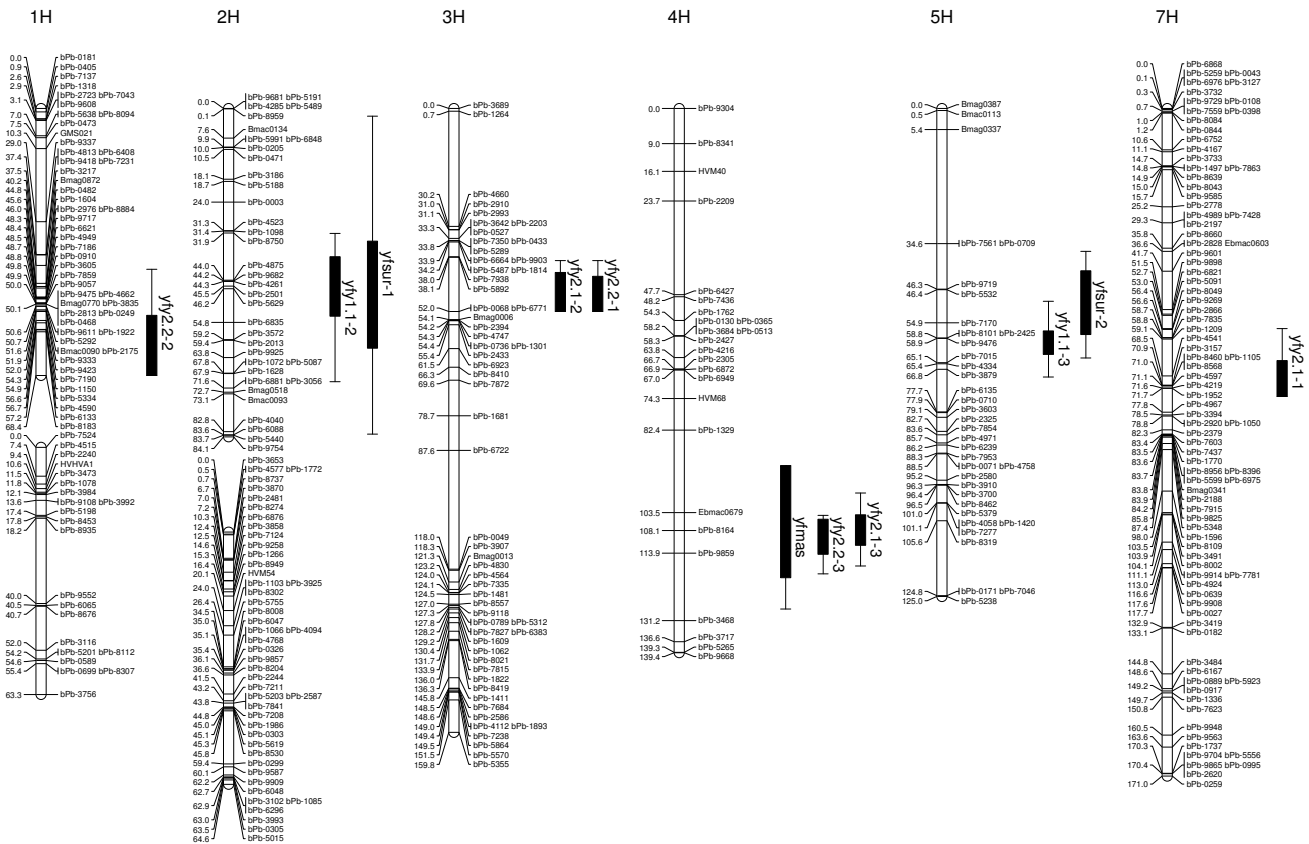 1H
0.0 bPb-0181
0.9 bPb-0405
2.6 bPb-7137
2.9 bPb-1318
3.1 bPb-2723 bPb-7043
bPb-9608
7.0 bPb-5638 bPb-8094
7.5 bPb-0473
10.3 GMS021
29.0 bPb-9337
37.4 bPb-4813 bPb-6408
bPb-9418 bPb-7231
37.5 bPb-3217
40.2 Bmag0872
44.8 bPb-0482
45.6 bPb-1604
46.0 bPb-2976 bPb-8884
48.3 bPb-9717
48.4 bPb-6621
48.5 bPb-4949
48.7 bPb-7186
48.8 bPb-0910
49.8 bPb-3605
49.9 bPb-7859
50.0 bPb-9057
50.1 bPb-9475 bPb-4662
Bmag0770 bPb-3835
bPb-2813 bPb-0249
bPb-0468
50.6 bPb-9611 bPb-1922
50.7 bPb-5292
51.6 Bmac0090 bPb-2175
51.9 bPb-9333
52.0 bPb-9423
54.3 bPb-7190
54.9 bPb-1150
56.6 bPb-5334
56.7 bPb-4590
57.2 bPb-6133
68.4 bPb-8183
0.0 bPb-7524
7.4 bPb-4515
9.4 bPb-2240
10.6 HVHVA1
11.5 bPb-3473
11.8 bPb-1078
12.1 bPb-3984
13.6 bPb-9108 bPb-3992
17.4 bPb-5198
17.8 bPb-8453
18.2 bPb-8935
40.0 bPb-9552
40.5 bPb-6065
40.7 bPb-8676
52.0 bPb-3116
54.2 bPb-5201 bPb-8112
54.6 bPb-0589
55.4 bPb-0699 bPb-8307
63.3 bPb-3756
yfy2.2-2
2H
0.0 bPb-9681 bPb-5191
bPb-4285 bPb-5489
0.1 bPb-8959
7.6 Bmac0134
9.9 bPb-5991 bPb-6848
10.0 bPb-0205
10.5 bPb-0471
18.1 bPb-3186
18.7 bPb-5188
24.0 bPb-0003
31.3 bPb-4523
31.4 bPb-1098
31.9 bPb-8750
44.0 bPb-4875
44.2 bPb-9682
44.3 bPb-4261
45.5 bPb-2501
46.2 bPb-5629
54.8 bPb-6835
59.2 bPb-3572
59.4 bPb-2013
63.8 bPb-9925
67.8 bPb-1072 bPb-5087
67.9 bPb-1628
71.6 bPb-6881 bPb-3056
72.7 Bmag0518
73.1 Bmac0093
82.8 bPb-4040
83.6 bPb-6088
83.7 bPb-5440
84.1 bPb-9754
0.0 bPb-3653
0.5 bPb-4577 bPb-1772
0.7 bPb-8737
6.7 bPb-3870
7.0 bPb-2481
7.2 bPb-8274
10.3 bPb-6876
12.4 bPb-3858
12.5 bPb-7124
14.6 bPb-9258
15.3 bPb-1266
16.4 bPb-8949
20.1 HVM54
24.0 bPb-1103 bPb-3925
bPb-8302
26.4 bPb-5755
34.5 bPb-8008
35.0 bPb-6047
35.1 bPb-1066 bPb-4094
bPb-4768
35.4 bPb-0326
36.1 bPb-9857
36.6 bPb-8204
41.5 bPb-2244
43.2 bPb-7211
43.8 bPb-5203 bPb-2587
bPb-7841
44.8 bPb-7208
45.0 bPb-1986
45.1 bPb-0303
45.3 bPb-5619
45.8 bPb-8530
59.4 bPb-0299
60.1 bPb-9587
62.2 bPb-9909
62.7 bPb-6048
62.9 bPb-3102 bPb-1085
bPb-6296
63.0 bPb-3993
63.5 bPb-0305
64.6 bPb-5015
yfy1.1-2
yfsur-1
3H
0.0 bPb-3689
0.7 bPb-1264
30.2 bPb-4660
31.0 bPb-2910
31.1 bPb-2993
33.3 bPb-3642 bPb-2203
bPb-0527
33.8 bPb-7350 bPb-0433
bPb-5289
33.9 bPb-6664 bPb-9903
34.2 bPb-5487 bPb-1814
38.0 bPb-7938
38.1 bPb-5892
52.0 bPb-0068 bPb-6771
54.1 Bmag0006
54.2 bPb-2394
54.3 bPb-4747
54.4 bPb-0736 bPb-1301
55.4 bPb-2433
61.5 bPb-6923
66.3 bPb-8410
69.6 bPb-7872
78.7 bPb-1681
87.6 bPb-6722
118.0 bPb-0049
118.3 bPb-3907
121.3 Bmag0013
123.2 bPb-4830
124.0 bPb-4564
124.1 bPb-7335
124.5 bPb-1481
127.0 bPb-8557
127.3 bPb-9118
127.8 bPb-0789 bPb-5312
128.2 bPb-7827 bPb-6383
129.2 bPb-1609
130.4 bPb-1062
131.7 bPb-8021
133.9 bPb-7815
136.0 bPb-1822
136.3 bPb-8419
145.8 bPb-1411
148.5 bPb-7684
148.6 bPb-2586
149.0 bPb-4112 bPb-1893
149.4 bPb-7238
149.5 bPb-5864
151.5 bPb-5570
159.8 bPb-5355
yfy2.1-2
yfy2.2-1
4H
0.0 bPb-9304
9.0 bPb-8341
16.1 HVM40
23.7 bPb-2209
47.7 bPb-6427
48.2 bPb-7436
54.3 bPb-1762
58.2 bPb-0130 bPb-0365
bPb-3684 bPb-0513
58.3 bPb-2427
63.8 bPb-4216
66.7 bPb-2305
66.9 bPb-6872
67.0 bPb-6949
74.3 HVM68
82.4 bPb-1329
103.5 Ebmac0679
108.1 bPb-8164
113.9 bPb-9859
131.2 bPb-3468
136.6 bPb-3717
139.3 bPb-5265
139.4 bPb-9668
yfmas
yfy2.2-3
yfy2.1-3
5H
0.0 Bmag0387
0.5 Bmac0113
5.4 Bmag0337
34.6 bPb-7561 bPb-0709
46.3 bPb-9719
46.4 bPb-5532
54.9 bPb-7170
58.8 bPb-8101 bPb-2425
58.9 bPb-9476
65.1 bPb-7015
65.4 bPb-4334
66.8 bPb-3879
77.7 bPb-6135
77.9 bPb-0710
79.1 bPb-3603
82.7 bPb-2325
83.6 bPb-7854
85.7 bPb-4971
86.2 bPb-6239
88.3 bPb-7953
88.5 bPb-0071 bPb-4758
95.2 bPb-2580
96.3 bPb-3910
96.4 bPb-3700
96.5 bPb-8462
101.0 bPb-5379
101.1 bPb-4058 bPb-1420
bPb-7277
105.6 bPb-8319
124.8 bPb-0171 bPb-7046
125.0 bPb-5238
yfy1.1-3
yfsur-2
7H
0.0 bPb-6868
0.1 bPb-5259 bPb-0043
bPb-6976 bPb-3127
0.3 bPb-3732
0.7 bPb-9729 bPb-0108
bPb-7559 bPb-0398
1.0 bPb-8084
1.2 bPb-0844
10.6 bPb-6752
11.1 bPb-4167
14.7 bPb-3733
14.8 bPb-1497 bPb-7863
14.9 bPb-8639
15.0 bPb-8043
15.7 bPb-9585
25.2 bPb-2778
29.3 bPb-4989 bPb-7428
bPb-2197
35.8 bPb-8660
36.6 bPb-2828 Ebmac0603
41.7 bPb-9601
51.5 bPb-9898
52.7 bPb-6821
53.0 bPb-5091
56.4 bPb-8049
56.9 bPb-9269
58.7 bPb-2866
58.8 bPb-7835
59.1 bPb-1209
68.5 bPb-4541
70.9 bPb-3157
71.0 bPb-8460 bPb-1105
bPb-8568
71.1 bPb-4597
71.6 bPb-4219
71.7 bPb-1952
77.8 bPb-4967
78.5 bPb-3394
78.8 bPb-2920 bPb-1050
82.3 bPb-2379
83.4 bPb-7603
83.5 bPb-7437
83.6 bPb-1770
83.8 bPb-8956 bPb-8396
bPb-5599 bPb-6975
Bmag0341
83.9 bPb-2188
84.2 bPb-7915
85.8 bPb-9825
87.4 bPb-5348
98.0 bPb-1596
103.5 bPb-8109
103.9 bPb-3491
104.1 bPb-8002
111.1 bPb-9914 bPb-7781
113.0 bPb-4924
116.6 bPb-0639
117.6 bPb-9908
117.7 bPb-0027
132.9 bPb-3419
133.1 bPb-0182
144.8 bPb-3484
148.6 bPb-6167
149.2 bPb-0889 bPb-5923
bPb-0917
149.7 bPb-1336
150.8 bPb-7623
160.5 bPb-9948
163.6 bPb-9563
170.3 bPb-1737
170.4 bPb-9704 bPb-5556
bPb-9865 bPb-0995
bPb-2620
171.0 bPb-0259
yfy2.1-1